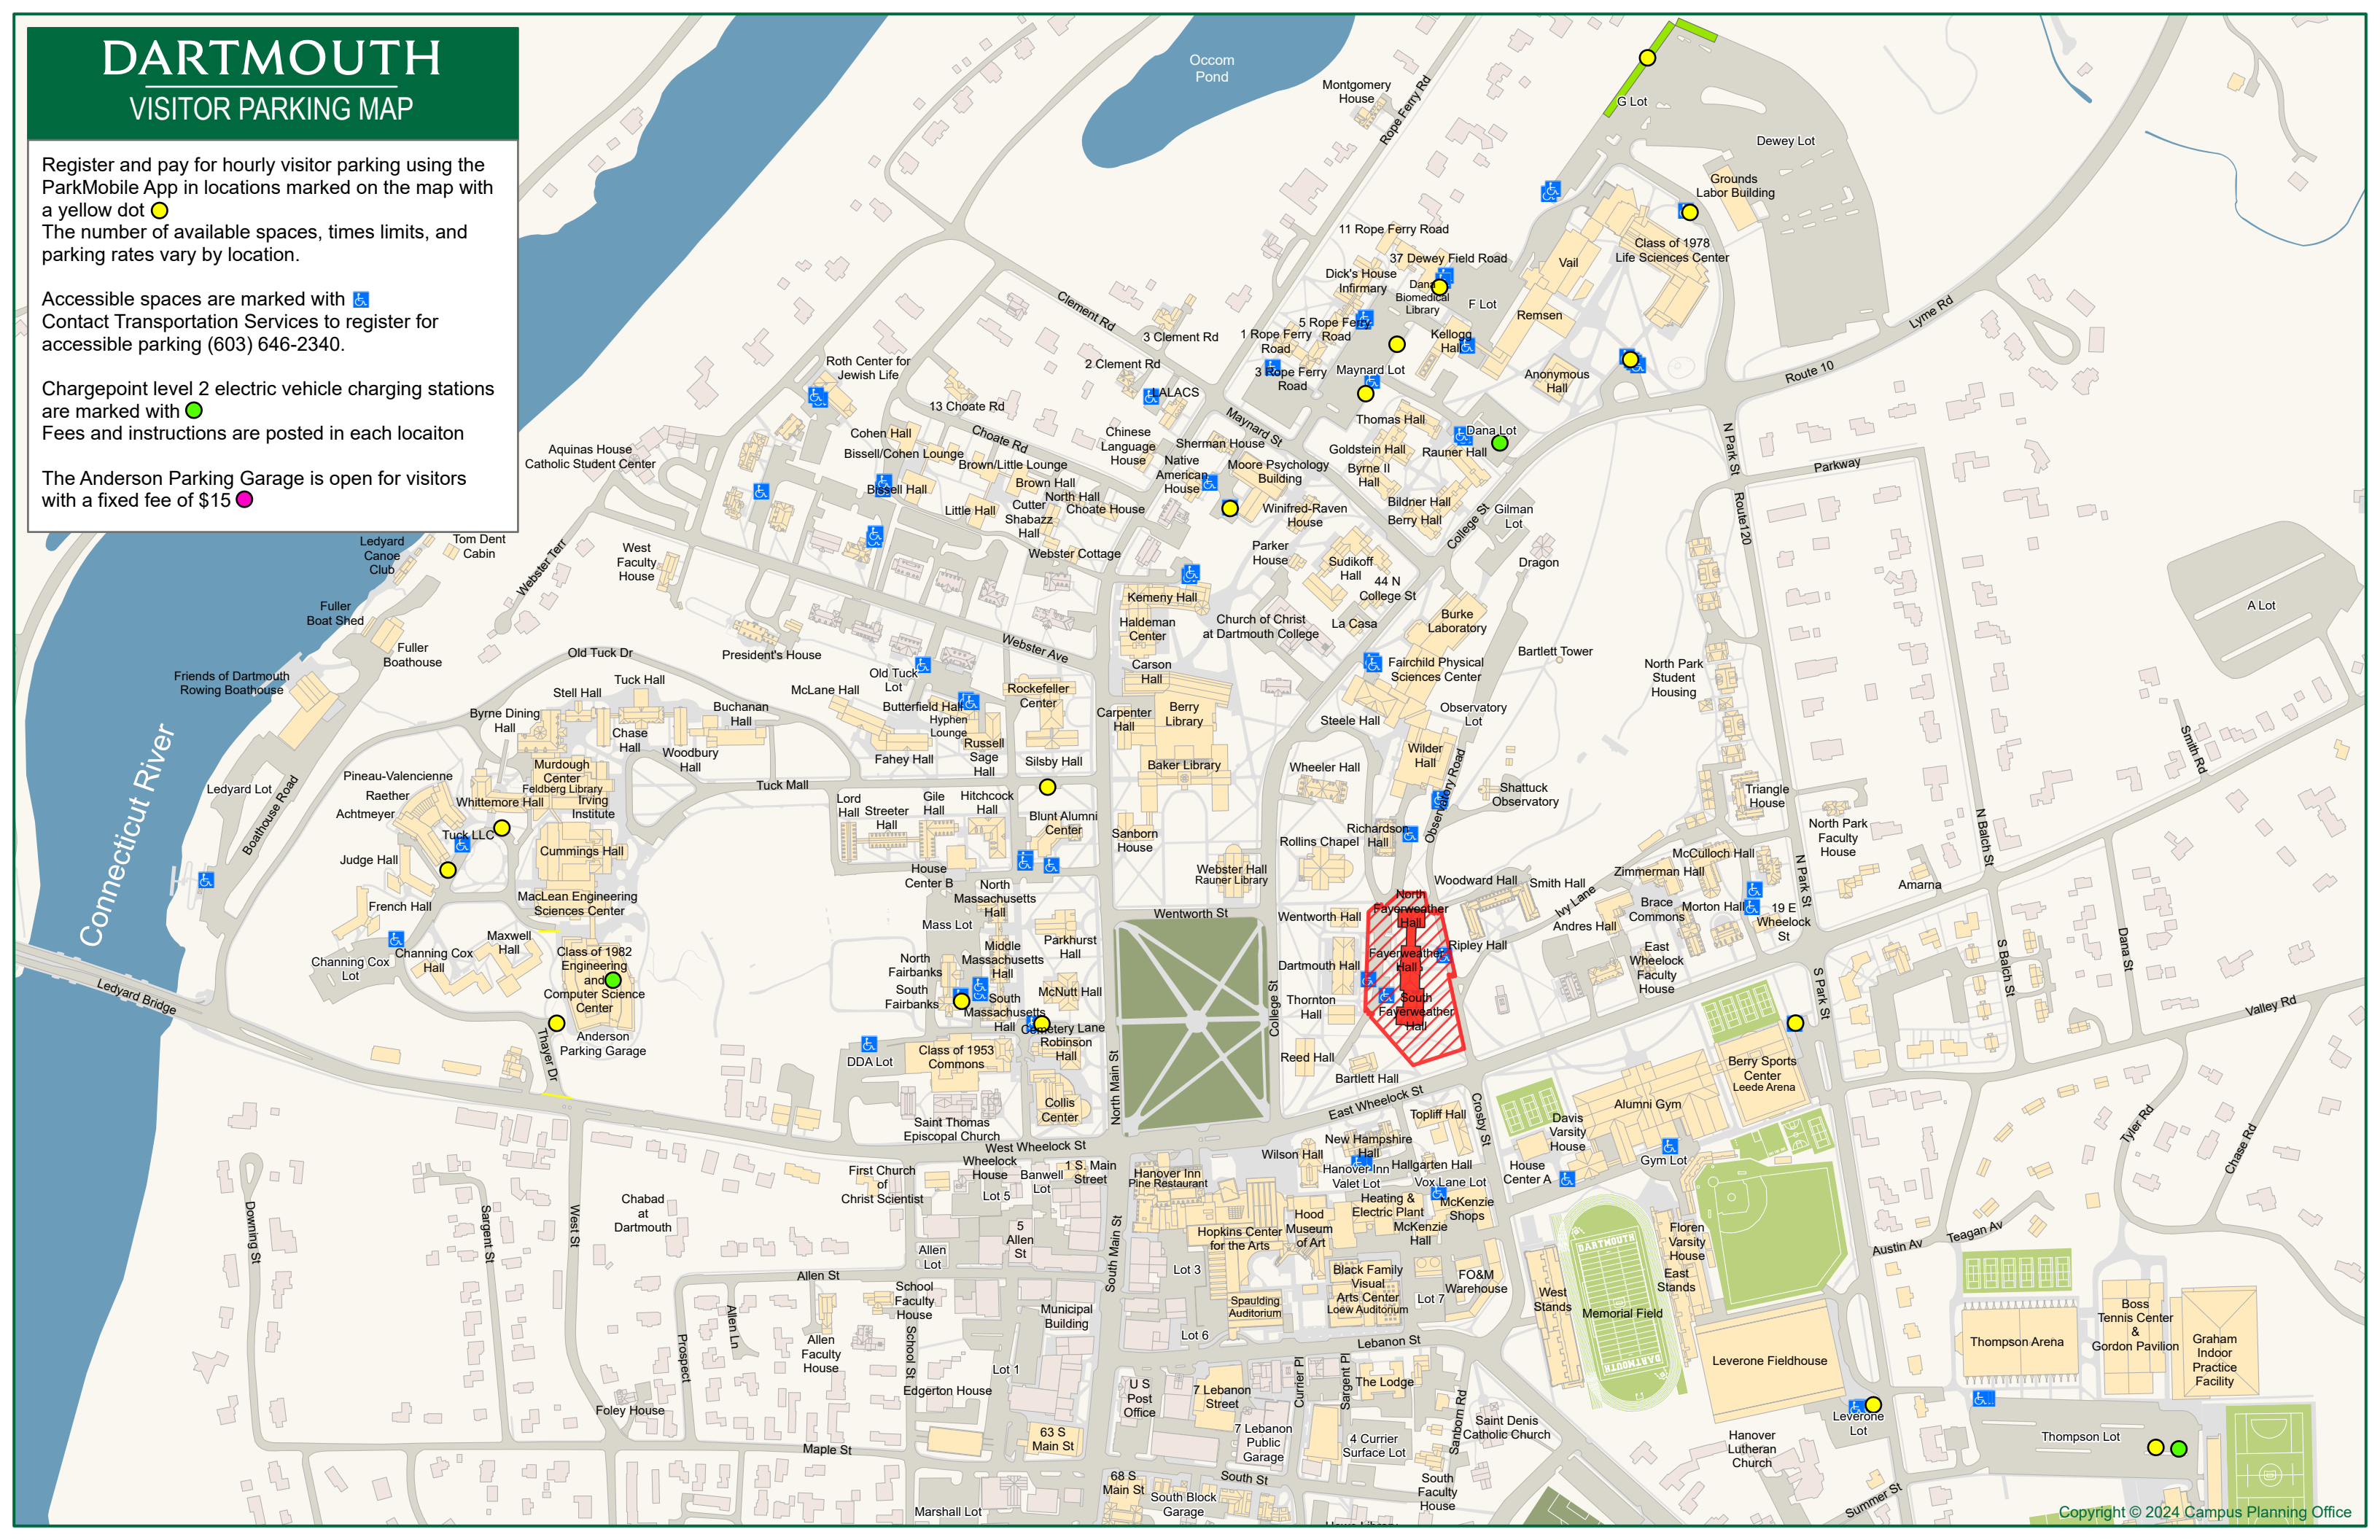 DARTMOUTH
VISITOR PARKING MAP
Register and pay for hourly visitor parking using the
ParkMobile App in locations marked on the map with
a yellow dot
The number of available spaces, times limits, and
parking rates vary by location.
Accessible spaces are marked with
Contact Transportation Services to register for
accessible parking (603) 646-2340.
Chargepoint level 2 electric vehicle charging stations
are marked with
Fees and instructions are posted in each locaiton
The Anderson Parking Garage is open for visitors
with a fixed fee of $15
Occom
Pond
Montgomery
House
Rope Ferry Rd
G Lot
Dewey Lot
Grounds
Labor Building
11 Rope Ferry Road
37 Dewey Field Road
Class of 1978
Life Sciences Center
Vail
Dick's House
Infirmary
Dana
Biomedical
Library
F Lot
Remsen
Lyme Rd
Clement Rd
3 Clement Rd
5 Rope Ferry
Road
1 Rope Ferry
Road
Kellogg
Hall
2 Clement Rd
3 Rope Ferry
Road
Maynard Lot
Anonymous
Hall
Route 10
Roth Center for
Jewish Life
LALACS
13 Choate Rd
Maynard St
Thomas Hall
Dana Lot
Cohen Hall
Choate Rd
Chinese
Language
House
Sherman House
Goldstein Hall
Rauner Hall
N Park St
Aquinas House
Catholic Student Center
Bissell/Cohen Lounge
Brown/Little Lounge
Native
American
House
Moore Psychology
Building
Byrne II
Hall
Parkway
Bissell Hall
Brown Hall
North Hall
Choate House
Little Hall
Cutter
Shabazz
Hall
Winifred-Raven
House
Bildner Hall
Berry Hall
College St
Gilman
Lot
Route120
Ledyard
Canoe
Club
Tom Dent
Cabin
Webster Terr
West
Faculty
House
Webster Cottage
Parker
House
Sudikoff
Hall
Dragon
44 N
College St
Fuller
Boat Shed
Kemeny Hall
Haldeman
Center
Church of Christ
at Dartmouth College
La Casa
Burke
Laboratory
A Lot
Fuller
Boathouse
Old Tuck Dr
President's House
Webster Ave
Bartlett Tower
Friends of Dartmouth
Rowing Boathouse
Tuck Hall
Stell Hall
McLane Hall
Old Tuck
Lot
Carson
Hall
Fairchild Physical
Sciences Center
North Park
Student
Housing
Byrne Dining
Hall
Buchanan
Hall
Butterfield Hall
Hyphen
Lounge
Rockefeller
Center
Carpenter
Hall
Berry
Library
Steele Hall
Observatory
Lot
Chase
Hall
Woodbury
Hall
Russell
Sage
Hall
Fahey Hall
Silsby Hall
Baker Library
Wheeler Hall
Wilder
Hall
Smith Rd
Connecticut River
Pineau-Valencienne
Raether
Achtmeyer
Murdough
Center
Feldberg Library
Whittemore Hall
Irving
Institute
Tuck Mall
Ledyard Lot
Boathouse Road
Lord
Hall
Streeter
Hall
Gile
Hall
Hitchcock
Hall
Blunt Alumni
Center
Sanborn
House
Shattuck
Observatory
Observatory Road
Triangle
House
Tuck LLC
Judge Hall
Cummings Hall
Richardson
Hall
Rollins Chapel
North Park
Faculty
House
N Balch St
N Park St
House
Center B
Webster Hall
Rauner Library
McCulloch Hall
Zimmerman Hall
Woodward Hall
Smith Hall
Amarna
MacLean Engineering
Sciences Center
French Hall
North
Massachusetts
Hall
North
Fayerweather
Hall
Ivy Lane
Brace
Commons
Morton Hall
19 E
Wheelock
St
Mass Lot
Wentworth St
Wentworth Hall
Andres Hall
Maxwell
Hall
Channing Cox
Hall
Channing Cox
Lot
Class of 1982
Engineering
and
Computer Science
Center
North
Fairbanks
South
Fairbanks
Middle
Massachusetts
Hall
Parkhurst
Hall
Fayerweather
Hall
Ripley Hall
East
Wheelock
Faculty
House
Dartmouth Hall
S Balch St
Dana St
S Park St
Ledyard Bridge
McNutt Hall
South
Massachusetts
Hall
Thornton
Hall
South
Fayerweather
Hall
College St
Valley Rd
Anderson
Parking Garage
Thayer Dr
Cemetery Lane
Robinson
Hall
DDA Lot
Class of 1953
Commons
Reed Hall
Bartlett Hall
Berry Sports
Center
Leede Arena
North Main St
Collis
Center
East Wheelock St
Alumni Gym
Saint Thomas
Episcopal Church
Topliff Hall
Crosby St
Davis
Varsity
House
Tyler Rd
Chase Rd
West Wheelock St
New Hampshire
Hall
Wilson Hall
Gym Lot
Wheelock
House
Banwell
Lot
1 S. Main
Street
Hanover Inn
Pine Restaurant
Hanover Inn
Valet Lot
Hallgarten Hall
Vox Lane Lot
House
Center A
First Church
of
Christ Scientist
Lot 5
Downing St
Sargent St
West St
Chabad
at
Dartmouth
Heating &
Electric Plant
McKenzie
Shops
McKenzie
Hall
Hood
Museum
of Art
Hopkins Center
for the Arts
5
Allen
St
Allen
Lot
South Main St
Floren
Varsity
House
Teagan Av
Austin Av
Allen St
Lot 3
Black Family
Visual
Arts Center
Loew Auditorium
FO&M
Warehouse
DARTMOUTH
East
Stands
West
Stands
School
Faculty
House
Spaulding
Auditorium
Lot 7
Memorial Field
Boss
Tennis Center
&
Gordon Pavilion
Municipal
Building
Lot 6
Lebanon St
Thompson Arena
Graham
Indoor
Practice
Facility
Prospect
Allen Ln
Allen
Faculty
House
School St
Lot 1
DARTMOUTH
Leverone Fieldhouse
Edgerton House
U S
Post
Office
7 Lebanon
Street
Currier Pl
Sargent Pl
The Lodge
Foley House
Sanborn Rd
Saint Denis
Catholic Church
Leverone
Lot
Thompson Lot
Maple St
63 S
Main St
7 Lebanon
Public
Garage
4 Currier
Surface Lot
Hanover
Lutheran
Church
68 S
Main St
South St
South Block
Garage
South
Faculty
House
Summer St
Marshall Lot
Howe Library
Copyright © 2024 Campus Planning Office